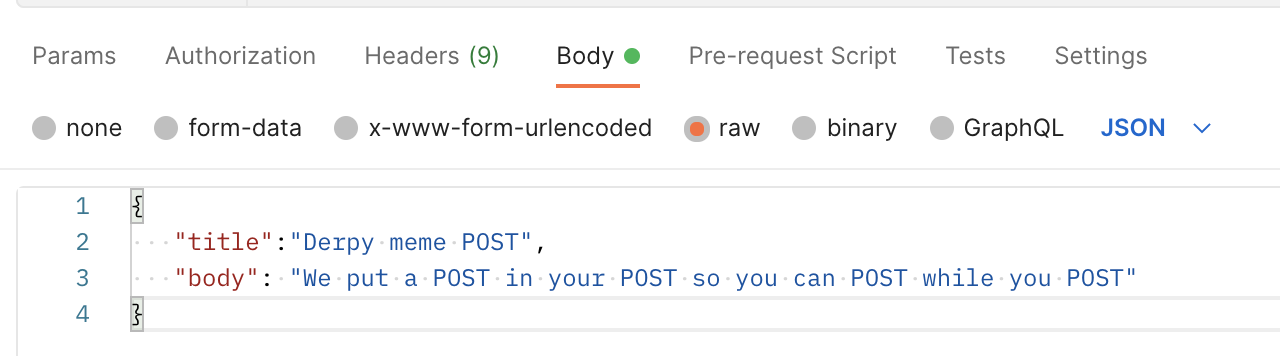 Params Authorization Headers (9) Body Pre-request Script Tests Settings
none form-data x-www-form-urlencoded raw binary GraphQL JSON
1 {
2 "title":"Derpy meme POST",
3 "body": "We put a POST in your POST so you can POST while you POST"
4 }